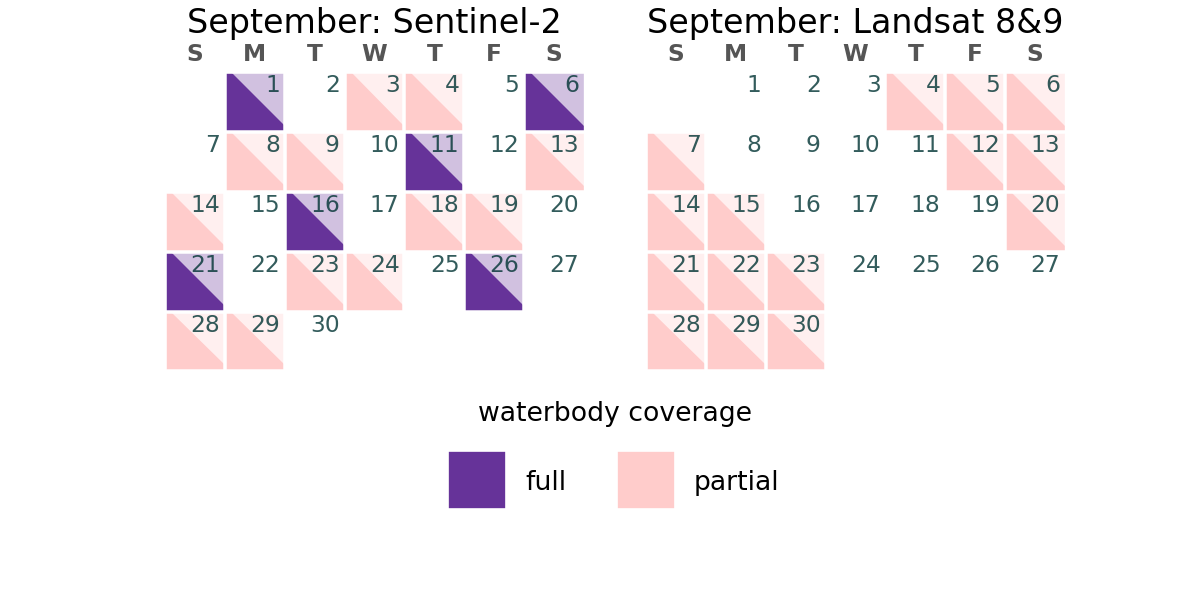 September: Sentinel-2
S M T W T F S
1 2 3 4 5 6
7 8 9 10 11 12 13
14 15 16 17 18 19 20
21 22 23 24 25 26 27
28 29 30
September: Landsat 8&9
S M T W T F S
1 2 3 4 5 6
7 8 9 10 11 12 13
14 15 16 17 18 19 20
21 22 23 24 25 26 27
28 29 30
waterbody coverage
full partial